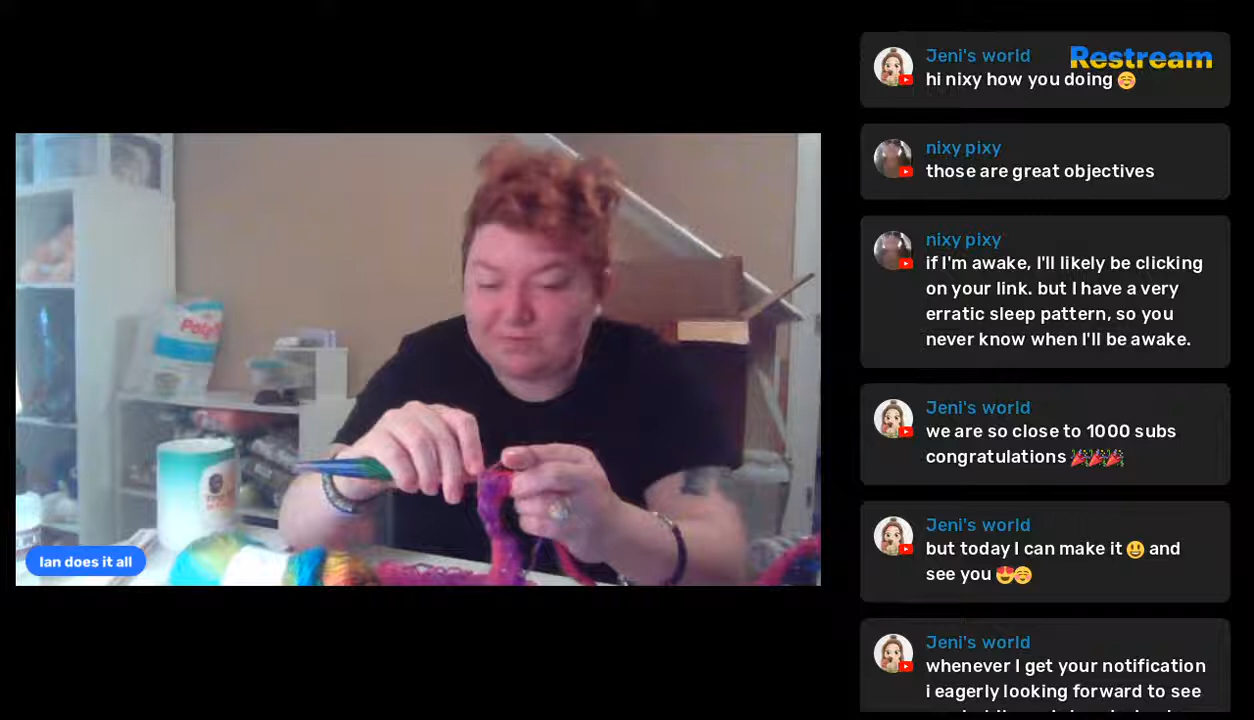 Jeni's world
Restream
hi nixy how you doing ☺️
nixy pixy
those are great objectives
nixy pixy
if I'm awake, I'll likely be clicking
on your link. but I have a very
erratic sleep pattern, so you
never know when I'll be awake.
Jeni's world
we are so close to 1000 subs
congratulations 🎉🎉🎉
Jeni's world
but today I can make it 😃 and
see you 😍☺️
Jeni's world
whenever I get your notification
i eagerly looking forward to see
Ian does it all